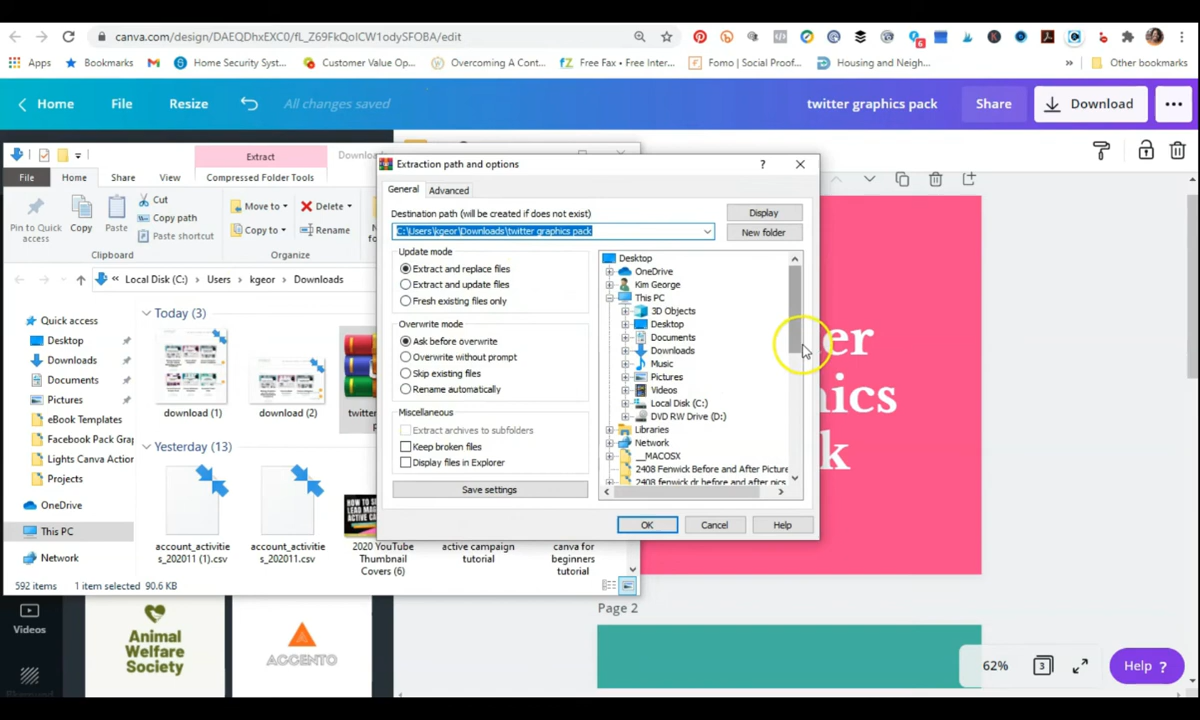 canva.com/design/DAEQDhxEXC0/fL_Z69FkQoICW1odySFOBA/edit
6
Apps
Bookmarks
Home Security Syst...
Customer Value Op...
Overcoming A Cont...
Free Fax • Free Inter...
Fomo | Social Proof...
Housing and Neigh...
»
Other bookmarks
Home
File
Resize
All changes saved
twitter graphics pack
Share
Download
Extract
File
Home
Share
View
Compressed Folder Tools
Pin to Quick access
Copy
Paste
Cut
Copy path
Paste shortcut
Move to
Copy to
Delete
Rename
Clipboard
Organize
Local Disk (C:)
Users
kgeor
Downloads
Quick access
Desktop
Downloads
Documents
Pictures
eBook Templates
Facebook Pack Gra
Lights Canva Action
Projects
OneDrive
This PC
Network
Today (3)
download (1)
download (2)
Yesterday (13)
account_activities_202011 (1).csv
account_activities_202011.csv
2020 YouTube Thumbnail Covers (6)
active campaign tutorial
canva for beginners tutorial
592 items
1 item selected 90.6 KB
Extraction path and options
General
Advanced
Destination path (will be created if does not exist)
C:\Users\kgeor\Downloads\twitter graphics pack
Display
New folder
Update mode
Extract and replace files
Extract and update files
Fresh existing files only
Overwrite mode
Ask before overwrite
Overwrite without prompt
Skip existing files
Rename automatically
Miscellaneous
Extract archives to subfolders
Keep broken files
Display files in Explorer
Save settings
Desktop
OneDrive
Kim George
This PC
3D Objects
Desktop
Documents
Downloads
Music
Pictures
Videos
Local Disk (C:)
DVD RW Drive (D:)
Libraries
Network
__MACOSX
2408 Fenwick Before and After Picture
2408 fenwick dr before and after pics
OK
Cancel
Help
Page 2
62%
3
Help ?
Videos
Animal
Welfare
Society
ACCENTO